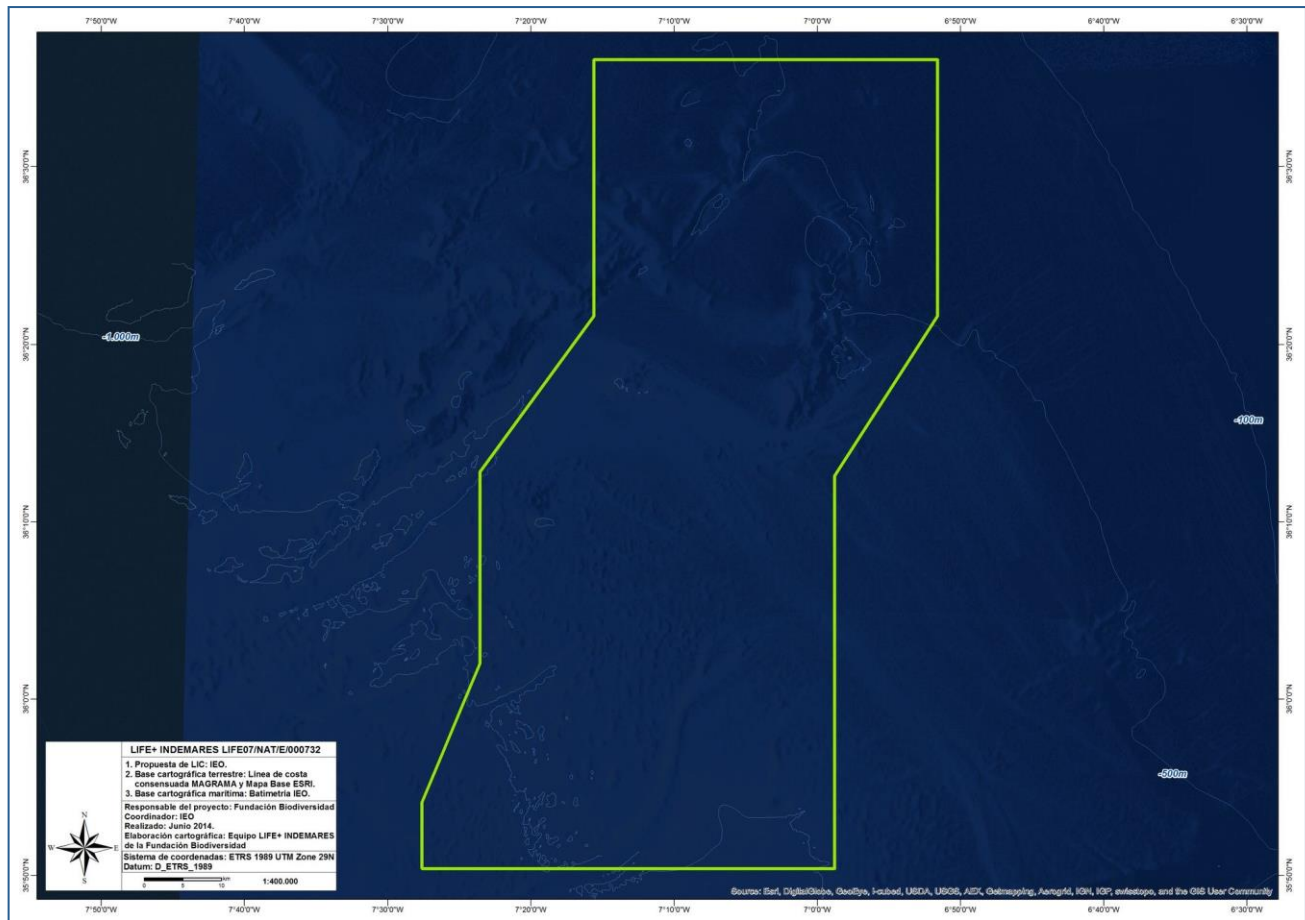 7°50'0"W 7°40'0"W 7°30'0"W 7°20'0"W 7°10'0"W 7°0'0"W 6°50'0"W 6°40'0"W 6°30'0"W
36°30'0"N 36°30'0"N
-1.000m
36°20'0"N 36°20'0"N
-100m
36°10'0"N 36°10'0"N
36°0'0"N 36°0'0"N
-500m
LIFE+ INDEMARES LIFE07/NAT/E/000732
1. Propuesta de LIC: IEO.
2. Base cartográfica terrestre: Línea de costa
consensuada MAGRAMA y Mapa Base ESRI.
3. Base cartográfica marítima: Batimetría IEO.
Responsable del proyecto: Fundación Biodiversidad
Coordinador: IEO
Realizado: Junio 2014.
Elaboración cartográfica: Equipo LIFE+ INDEMARES
de la Fundación Biodiversidad
Sistema de coordenadas: ETRS 1989 UTM Zone 29N
Datum: D_ETRS_1989
N
W E
S
Km
0 5 10
1:400.000
35°50'0"N 35°50'0"N
Source: Esri, DigitalGlobe, GeoEye, i-cubed, USDA, USGS, AEX, Getmapping, Aerogrid, IGN, IGP, swisstopo, and the GIS User Community
7°50'0"W 7°40'0"W 7°30'0"W 7°20'0"W 7°10'0"W 7°0'0"W 6°50'0"W 6°40'0"W 6°30'0"W